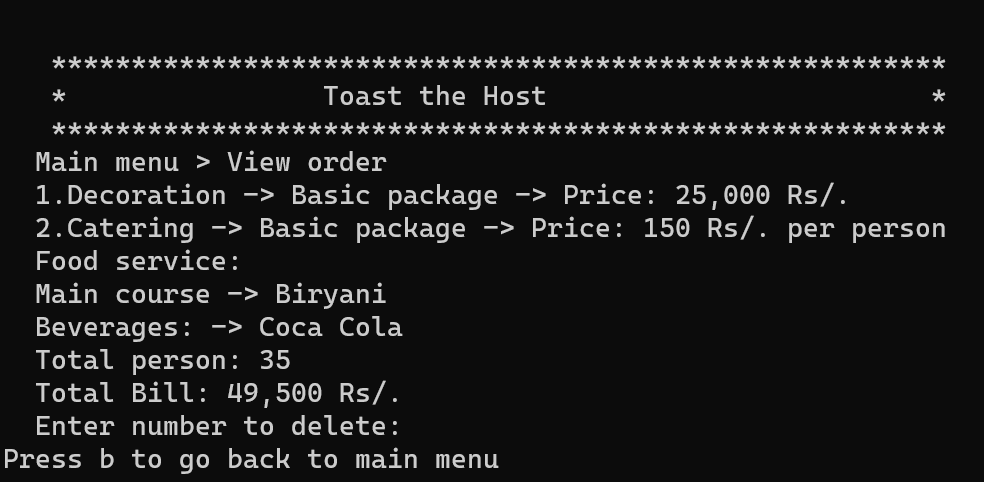 ********************************************************
* Toast the Host *
********************************************************
Main menu > View order
1.Decoration -> Basic package -> Price: 25,000 Rs/.
2.Catering -> Basic package -> Price: 150 Rs/. per person
Food service:
Main course -> Biryani
Beverages: -> Coca Cola
Total person: 35
Total Bill: 49,500 Rs/.
Enter number to delete:
Press b to go back to main menu